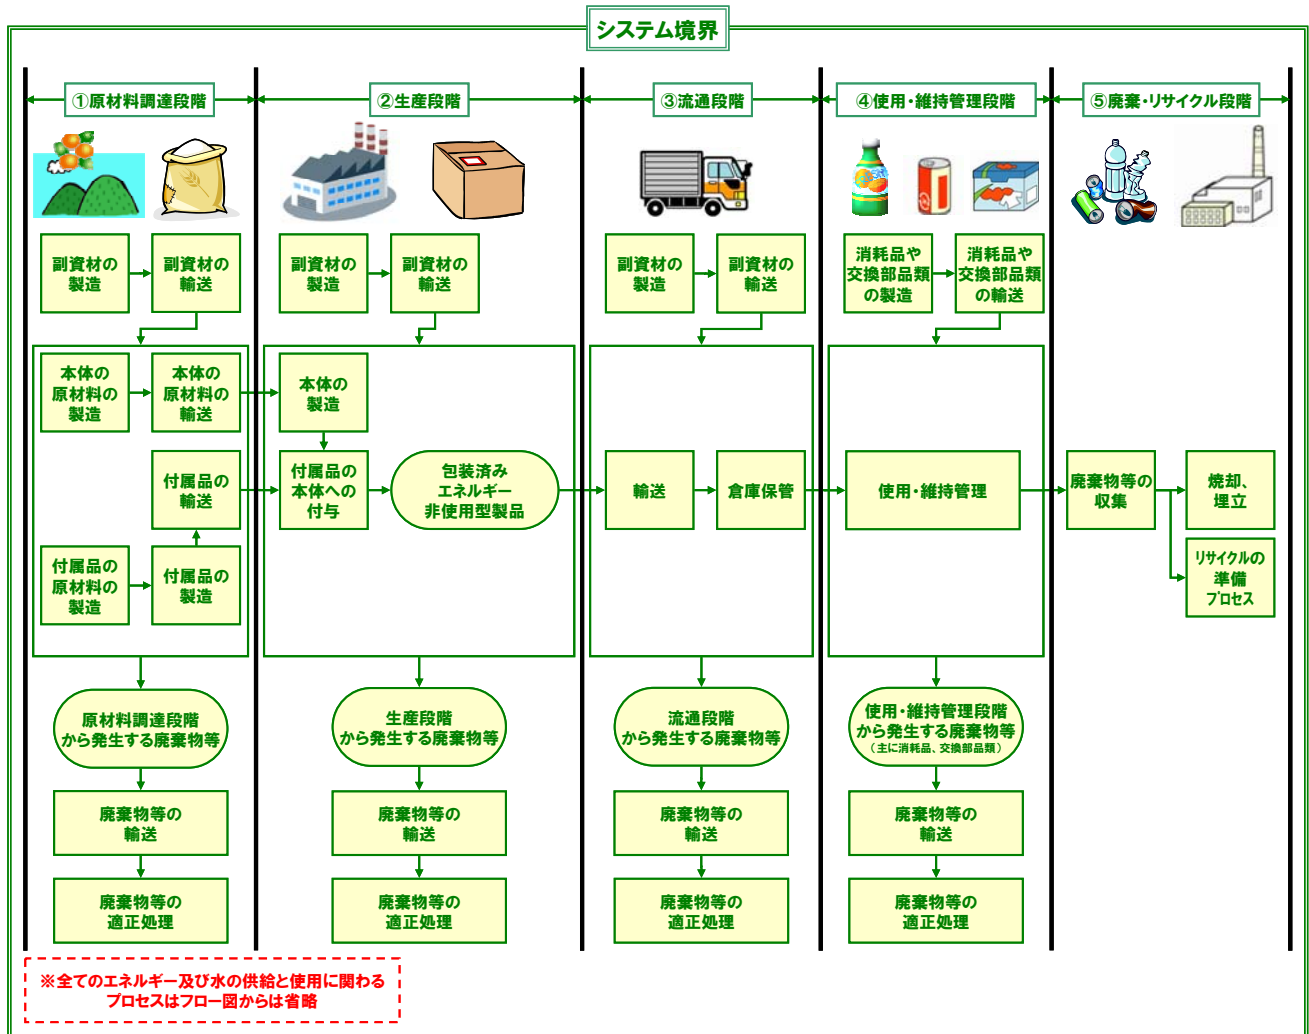 システム境界
①原材料調達段階
②生産段階
③流通段階
④使用・維持管理段階
⑤廃棄・リサイクル段階
副資材の
製造
副資材の
輸送
本体の
原材料の
製造
本体の
原材料の
輸送
付属品の
輸送
付属品の
原材料の
製造
付属品の
製造
原材料調達段階
から発生する廃棄物等
廃棄物等の
輸送
廃棄物等の
適正処理
副資材の
製造
副資材の
輸送
本体の
製造
付属品の
本体への
付与
包装済み
エネルギー
非使用型製品
生産段階
から発生する廃棄物等
廃棄物等の
輸送
廃棄物等の
適正処理
副資材の
製造
副資材の
輸送
輸送
倉庫保管
流通段階
から発生する廃棄物等
廃棄物等の
輸送
廃棄物等の
適正処理
消耗品や
交換部品類
の製造
消耗品や
交換部品類
の輸送
使用・維持管理
使用・維持管理段階
から発生する廃棄物等
（主に消耗品、交換部品類）
廃棄物等の
輸送
廃棄物等の
適正処理
廃棄物等の
収集
焼却、
埋立
リサイクルの
準備
プロセス
※全てのエネルギー及び水の供給と使用に関わる
プロセスはフロー図からは省略